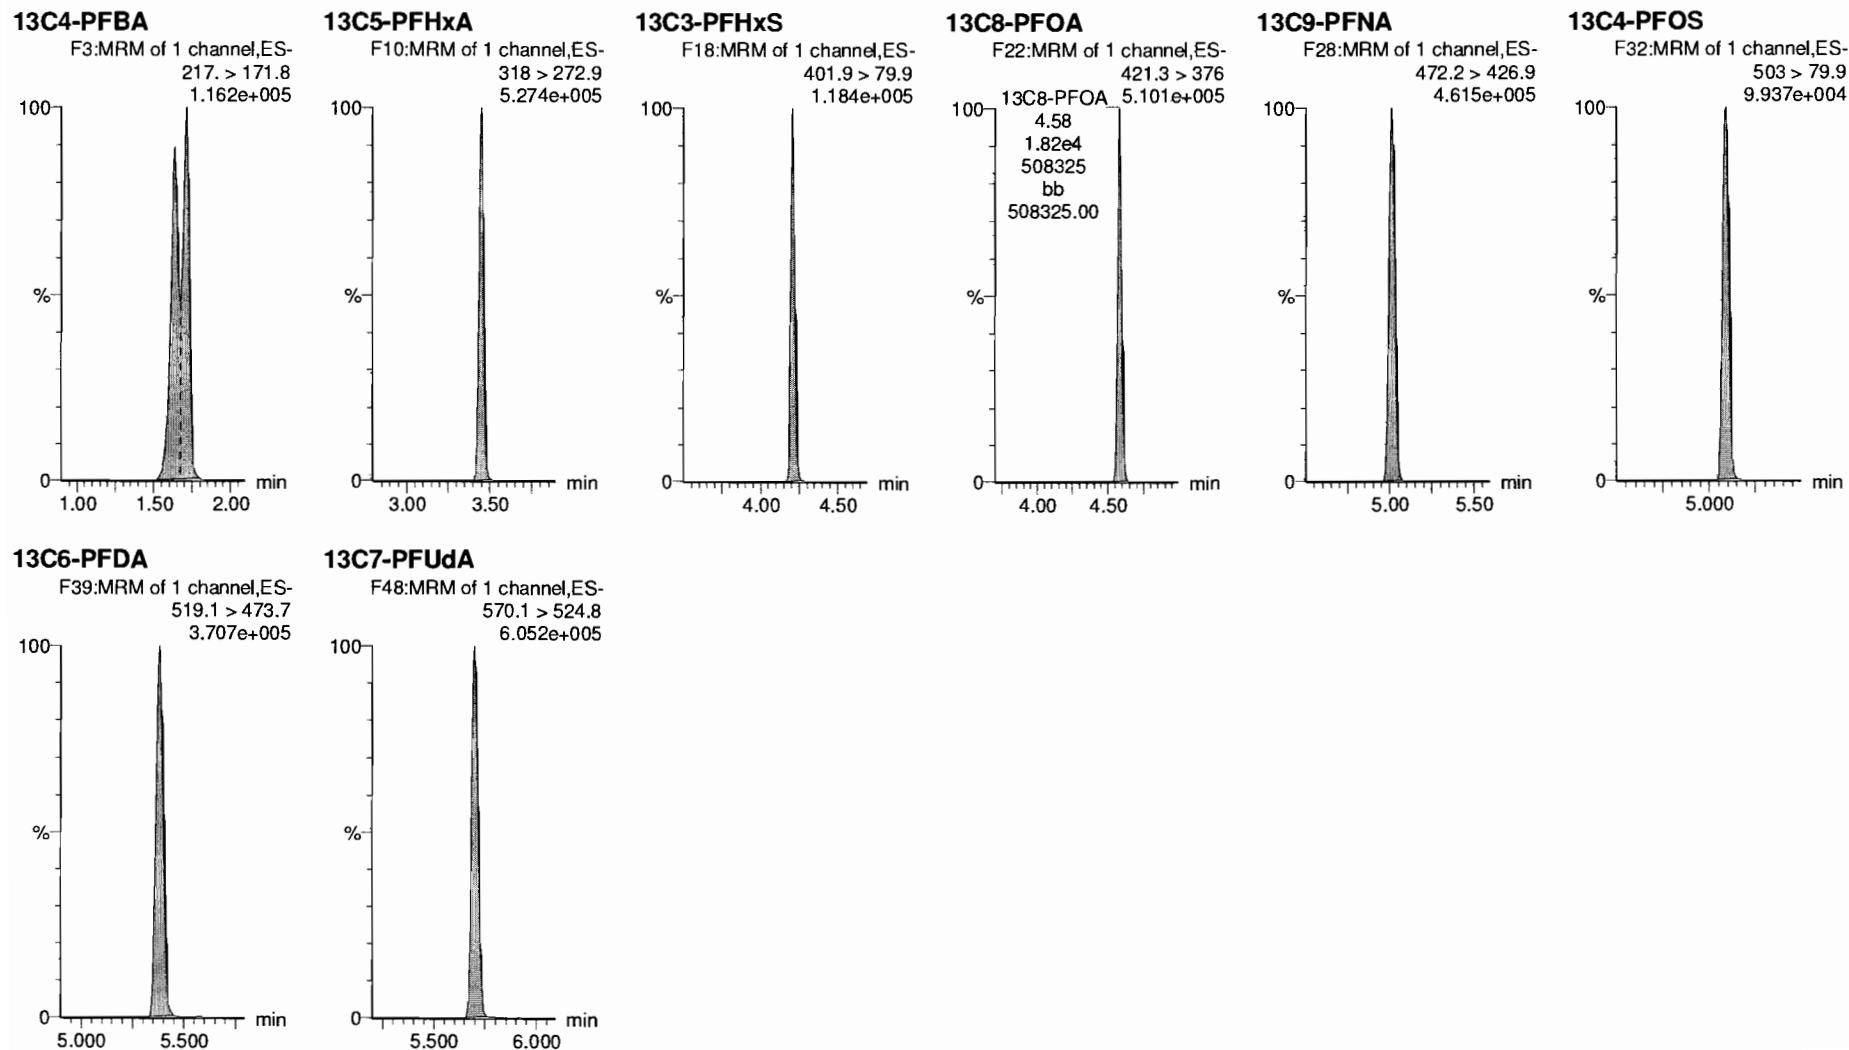 13C4-PFBA
F3:MRM of 1 channel,ES-
217. > 171.8
1.162e+005
100
%
0
min
1.00 1.50 2.00
13C5-PFHxA
F10:MRM of 1 channel,ES-
318 > 272.9
5.274e+005
100
%
0
min
3.00 3.50
13C3-PFHxS
F18:MRM of 1 channel,ES-
401.9 > 79.9
1.184e+005
100
%
0
min
4.00 4.50
13C8-PFOA
F22:MRM of 1 channel,ES-
421.3 > 376
13C8-PFOA 5.101e+005
100
4.58
1.82e4
508325
bb
508325.00
%
0
min
4.00 4.50
13C9-PFNA
F28:MRM of 1 channel,ES-
472.2 > 426.9
4.615e+005
100
%
0
min
5.00 5.50
13C4-PFOS
F32:MRM of 1 channel,ES-
503 > 79.9
9.937e+004
100
%
0
min
5.000
13C6-PFDA
F39:MRM of 1 channel,ES-
519.1 > 473.7
3.707e+005
100
%
0
min
5.000 5.500
13C7-PFUdA
F48:MRM of 1 channel,ES-
570.1 > 524.8
6.052e+005
100
%
0
min
5.500 6.000